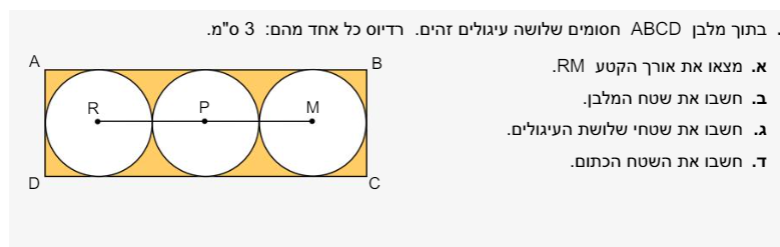 . בתוך מלבן ABCD חסומים שלושה עיגולים זהים. רדיוס כל אחד מהם: 3 ס"מ.
א. מצאו את אורך הקטע RM.
ב. חשבו את שטח המלבן.
ג. חשבו את שטחי שלושת העיגולים.
ד. חשבו את השטח הכתום.
A B
R P M
D C